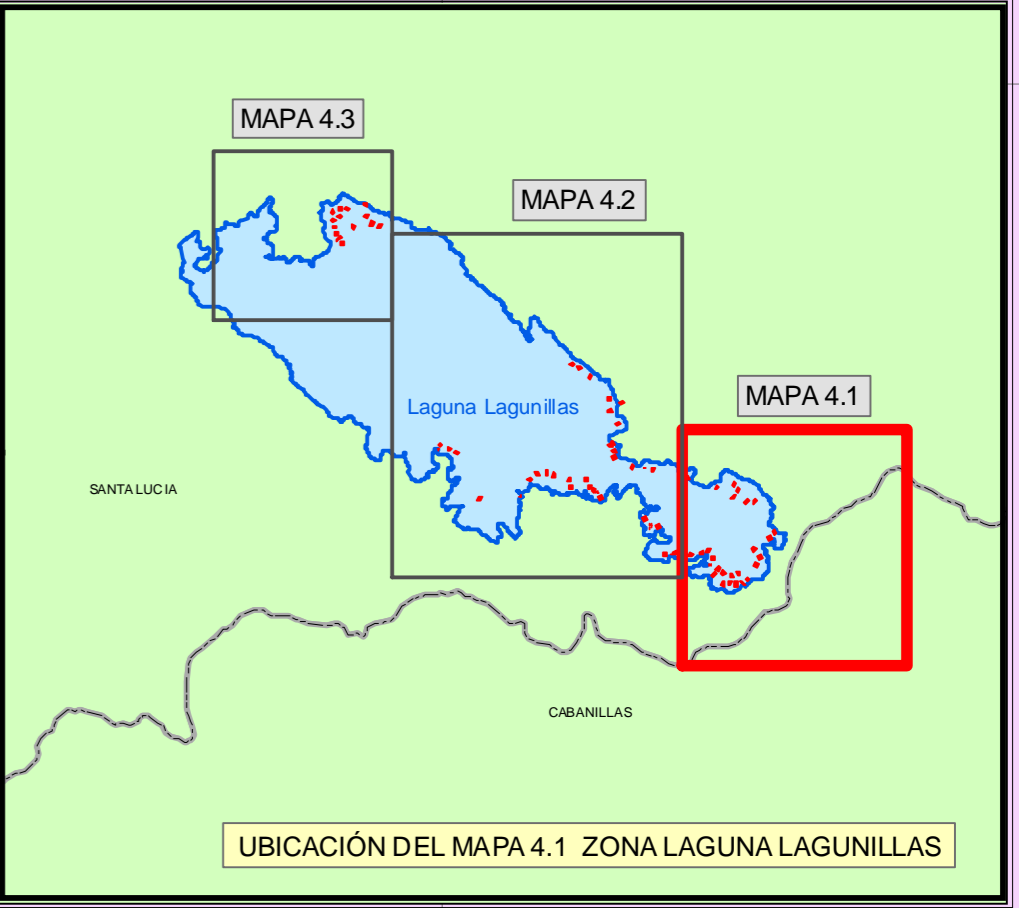 MAPA 4.3
MAPA 4.2
MAPA 4.1
Laguna Lagunillas
SANTA LUCIA
CABANILLAS
UBICACIÓN DEL MAPA 4.1 ZONA LAGUNA LAGUNILLAS